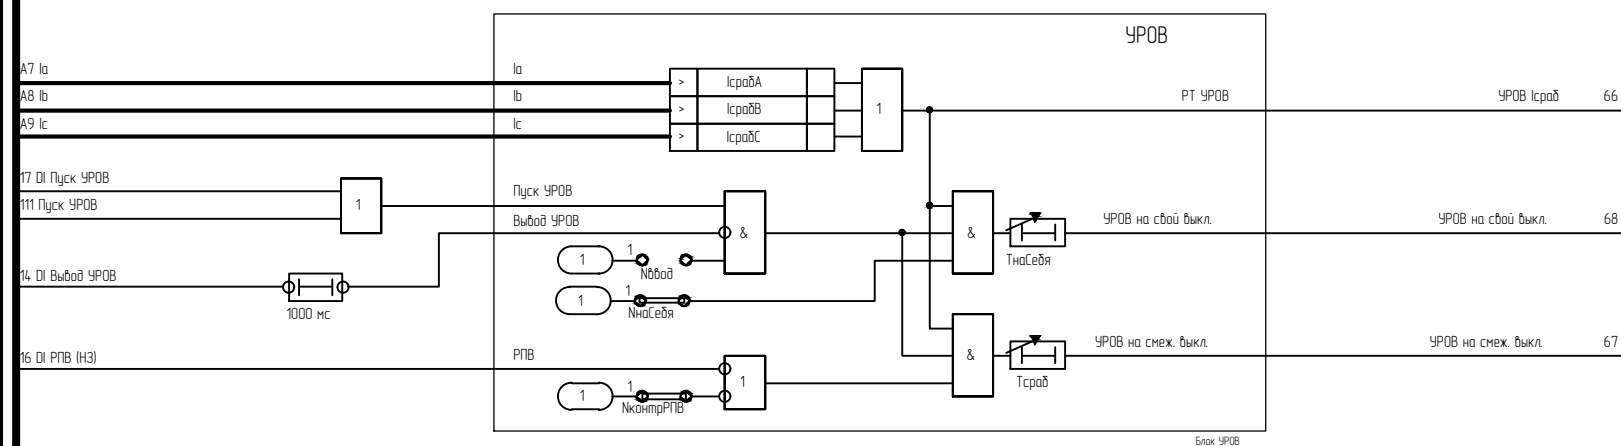 УРОВ
A7 Ia
Ia
>
IсрабA
A8 Ib
Ib
>
IсрабB
1
РТ УРОВ
УРОВ Iсраб
66
A9 Ic
Ic
>
IсрабC
17 DI Пуск УРОВ
111 Пуск УРОВ
1
Пуск УРОВ
Вывод УРОВ
&
&
УРОВ на свой выкл.
УРОВ на свой выкл.
68
1
1
Nввод
TнаСебя
14 DI Вывод УРОВ
1000 мс
1
1
NнаСебя
16 DI РПВ (НЗ)
РПВ
&
УРОВ на смеж. выкл.
УРОВ на смеж. выкл.
67
1
Tсраб
1
1
NконтрРПВ
Блок УРОВ